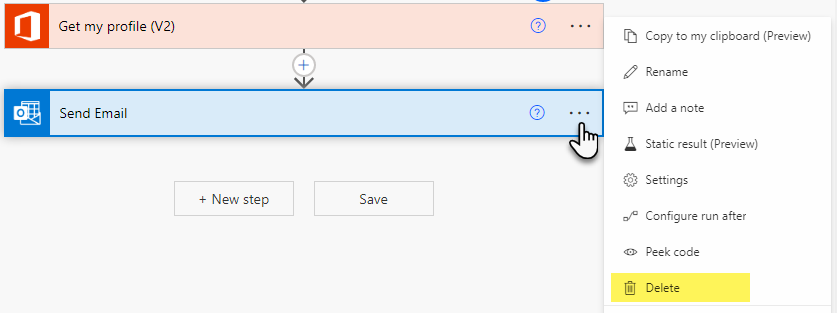 Get my profile (V2)
Send Email
+ New step
Save
Copy to my clipboard (Preview)
Rename
Add a note
Static result (Preview)
Settings
Configure run after
Peek code
Delete